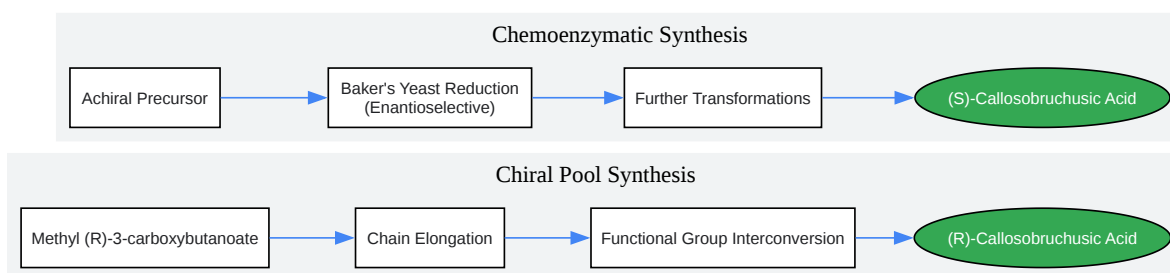 Chemoenzymatic Synthesis
Achiral Precursor
Baker's Yeast Reduction
(Enantioselective)
Further Transformations
(S)-Callosobruchusic Acid
Chiral Pool Synthesis
Methyl (R)-3-carboxybutanoate
Chain Elongation
Functional Group Interconversion
(R)-Callosobruchusic Acid